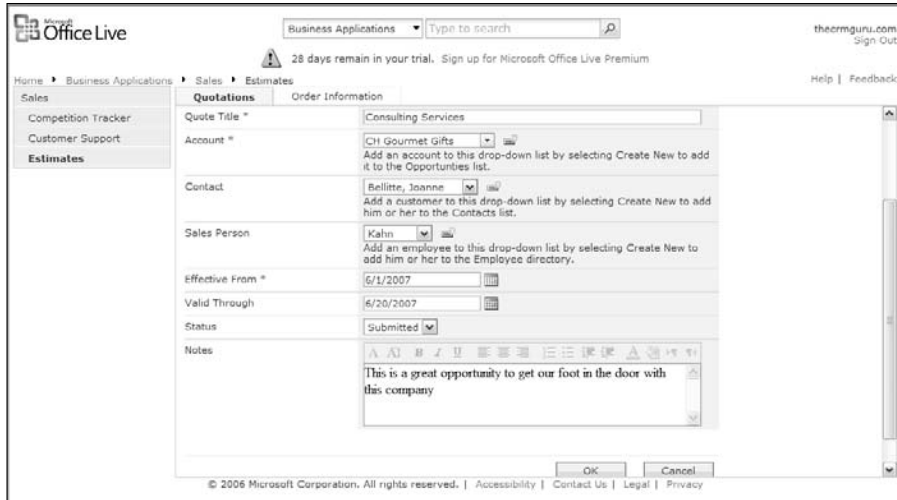 Microsoft
Office Live
Business Applications Type to search
thecrmguru.com
Sign Out
28 days remain in your trial. Sign up for Microsoft Office Live Premium
Home Business Applications Sales Estimates
Help | Feedback
Sales
Competition Tracker
Customer Support
Estimates
Quotations Order Information
Quote Title * Consulting Services
Account * CH Gourmet Gifts
Add an account to this drop-down list by selecting Create New to add
it to the Opportunties list.
Contact Bellitte, Joanne
Add a customer to this drop-down list by selecting Create New to add
him or her to the Contacts list.
Sales Person Kahn
Add an employee to this drop-down list by selecting Create New to
add him or her to the Employee directory.
Effective From * 6/1/2007
Valid Through 6/20/2007
Status Submitted
Notes
A A B I U
This is a great opportunity to get our foot in the door with
this company
OK Cancel
© 2006 Microsoft Corporation. All rights reserved. | Accessibility | Contact Us | Legal | Privacy